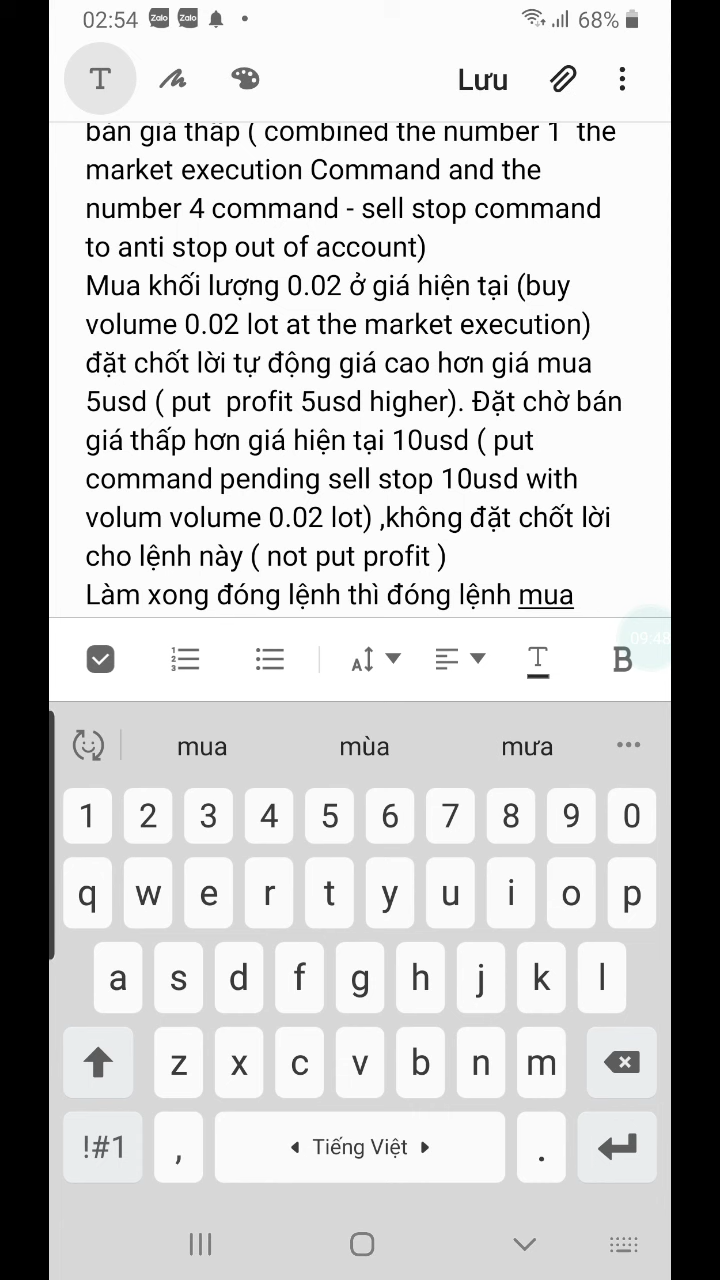 02:54 Zalo Zalo 68%
T Lưu
bán giá thấp ( combined the number 1 the
market execution Command and the
number 4 command - sell stop command
to anti stop out of account)
Mua khối lượng 0.02 ở giá hiện tại (buy
volume 0.02 lot at the market execution)
đặt chốt lời tự động giá cao hơn giá mua
5usd ( put profit 5usd higher). Đặt chờ bán
giá thấp hơn giá hiện tại 10usd ( put
command pending sell stop 10usd with
volum volume 0.02 lot) ,không đặt chốt lời
cho lệnh này ( not put profit )
Làm xong đóng lệnh thì đóng lệnh mua
09:43
1 2 3 A T B
mua mùa mưa
1 2 3 4 5 6 7 8 9 0
q w e r t y u i o p
a s d f g h j k l
z x c v b n m
!#1 , Tiếng Việt .